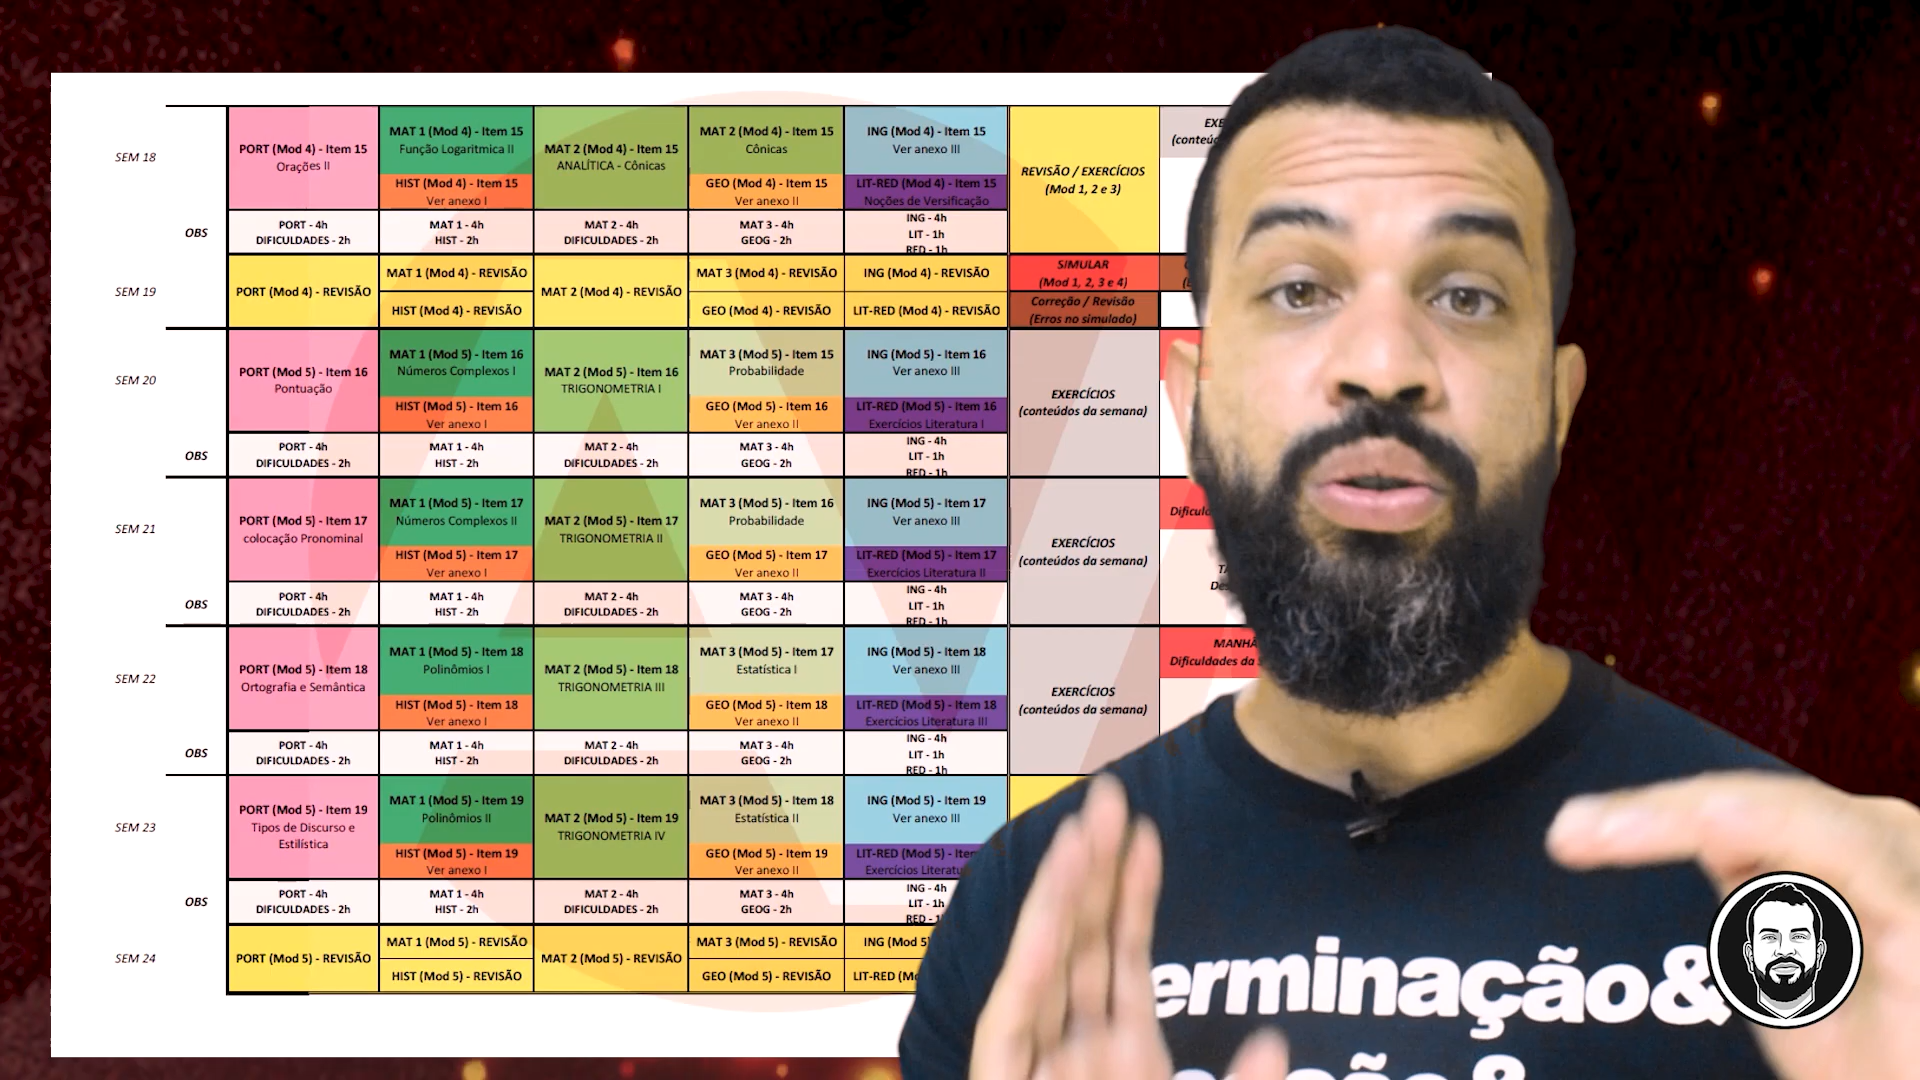 SEM 18
PORT (Mod 4) - Item 15
Orações II
MAT 1 (Mod 4) - Item 15
Função Logaritmica II
HIST (Mod 4) - Item 15
Ver anexo I
MAT 2 (Mod 4) - Item 15
ANALÍTICA - Cônicas
MAT 2 (Mod 4) - Item 15
Cônicas
GEO (Mod 4) - Item 15
Ver anexo II
ING (Mod 4) - Item 15
Ver anexo III
LIT-RED (Mod 4) - Item 15
Noções de Versificação
REVISÃO / EXERCÍCIOS
(Mod 1, 2 e 3)
OBS
PORT - 4h
DIFICULDADES - 2h
MAT 1 - 4h
HIST - 2h
MAT 2 - 4h
DIFICULDADES - 2h
MAT 3 - 4h
GEOG - 2h
ING - 4h
LIT - 1h
RED - 1h
SEM 19
PORT (Mod 4) - REVISÃO
MAT 1 (Mod 4) - REVISÃO
HIST (Mod 4) - REVISÃO
MAT 2 (Mod 4) - REVISÃO
MAT 3 (Mod 4) - REVISÃO
GEO (Mod 4) - REVISÃO
ING (Mod 4) - REVISÃO
LIT-RED (Mod 4) - REVISÃO
SIMULAR
(Mod 1, 2, 3 e 4)
Correção / Revisão
(Erros no simulado)
SEM 20
PORT (Mod 5) - Item 16
Pontuação
MAT 1 (Mod 5) - Item 16
Números Complexos I
HIST (Mod 5) - Item 16
Ver anexo I
MAT 2 (Mod 5) - Item 16
TRIGONOMETRIA I
MAT 3 (Mod 5) - Item 15
Probabilidade
GEO (Mod 5) - Item 16
Ver anexo II
ING (Mod 5) - Item 16
Ver anexo III
LIT-RED (Mod 5) - Item 16
Exercícios Literatura I
EXERCÍCIOS
(conteúdos da semana)
OBS
PORT - 4h
DIFICULDADES - 2h
MAT 1 - 4h
HIST - 2h
MAT 2 - 4h
DIFICULDADES - 2h
MAT 3 - 4h
GEOG - 2h
ING - 4h
LIT - 1h
RED - 1h
SEM 21
PORT (Mod 5) - Item 17
colocação Pronominal
MAT 1 (Mod 5) - Item 17
Números Complexos II
HIST (Mod 5) - Item 17
Ver anexo I
MAT 2 (Mod 5) - Item 17
TRIGONOMETRIA II
MAT 3 (Mod 5) - Item 16
Probabilidade
GEO (Mod 5) - Item 17
Ver anexo II
ING (Mod 5) - Item 17
Ver anexo III
LIT-RED (Mod 5) - Item 17
Exercícios Literatura II
EXERCÍCIOS
(conteúdos da semana)
OBS
PORT - 4h
DIFICULDADES - 2h
MAT 1 - 4h
HIST - 2h
MAT 2 - 4h
DIFICULDADES - 2h
MAT 3 - 4h
GEOG - 2h
ING - 4h
LIT - 1h
RED - 1h
SEM 22
PORT (Mod 5) - Item 18
Ortografia e Semântica
MAT 1 (Mod 5) - Item 18
Polinômios I
HIST (Mod 5) - Item 18
Ver anexo I
MAT 2 (Mod 5) - Item 18
TRIGONOMETRIA III
MAT 3 (Mod 5) - Item 17
Estatística I
GEO (Mod 5) - Item 18
Ver anexo II
ING (Mod 5) - Item 18
Ver anexo III
LIT-RED (Mod 5) - Item 18
Exercícios Literatura III
EXERCÍCIOS
(conteúdos da semana)
MANHÃ
Dificuldades da
OBS
PORT - 4h
DIFICULDADES - 2h
MAT 1 - 4h
HIST - 2h
MAT 2 - 4h
DIFICULDADES - 2h
MAT 3 - 4h
GEOG - 2h
ING - 4h
LIT - 1h
RED - 1h
SEM 23
PORT (Mod 5) - Item 19
Tipos de Discurso e
Estilística
MAT 1 (Mod 5) - Item 19
Polinômios II
HIST (Mod 5) - Item 19
Ver anexo I
MAT 2 (Mod 5) - Item 19
TRIGONOMETRIA IV
MAT 3 (Mod 5) - Item 18
Estatística II
GEO (Mod 5) - Item 19
Ver anexo II
ING (Mod 5) - Item 19
Ver anexo III
LIT-RED (Mod 5) -
Exercícios
OBS
PORT - 4h
DIFICULDADES - 2h
MAT 1 - 4h
HIST - 2h
MAT 2 - 4h
DIFICULDADES - 2h
MAT 3 - 4h
GEOG - 2h
ING - 4h
LIT - 1h
RED -
SEM 24
PORT (Mod 5) - REVISÃO
MAT 1 (Mod 5) - REVISÃO
HIST (Mod 5) - REVISÃO
MAT 2 (Mod 5) - REVISÃO
MAT 3 (Mod 5) - REVISÃO
GEO (Mod 5) - REVISÃO
ING (Mod 5)
LIT-RED
erminação&